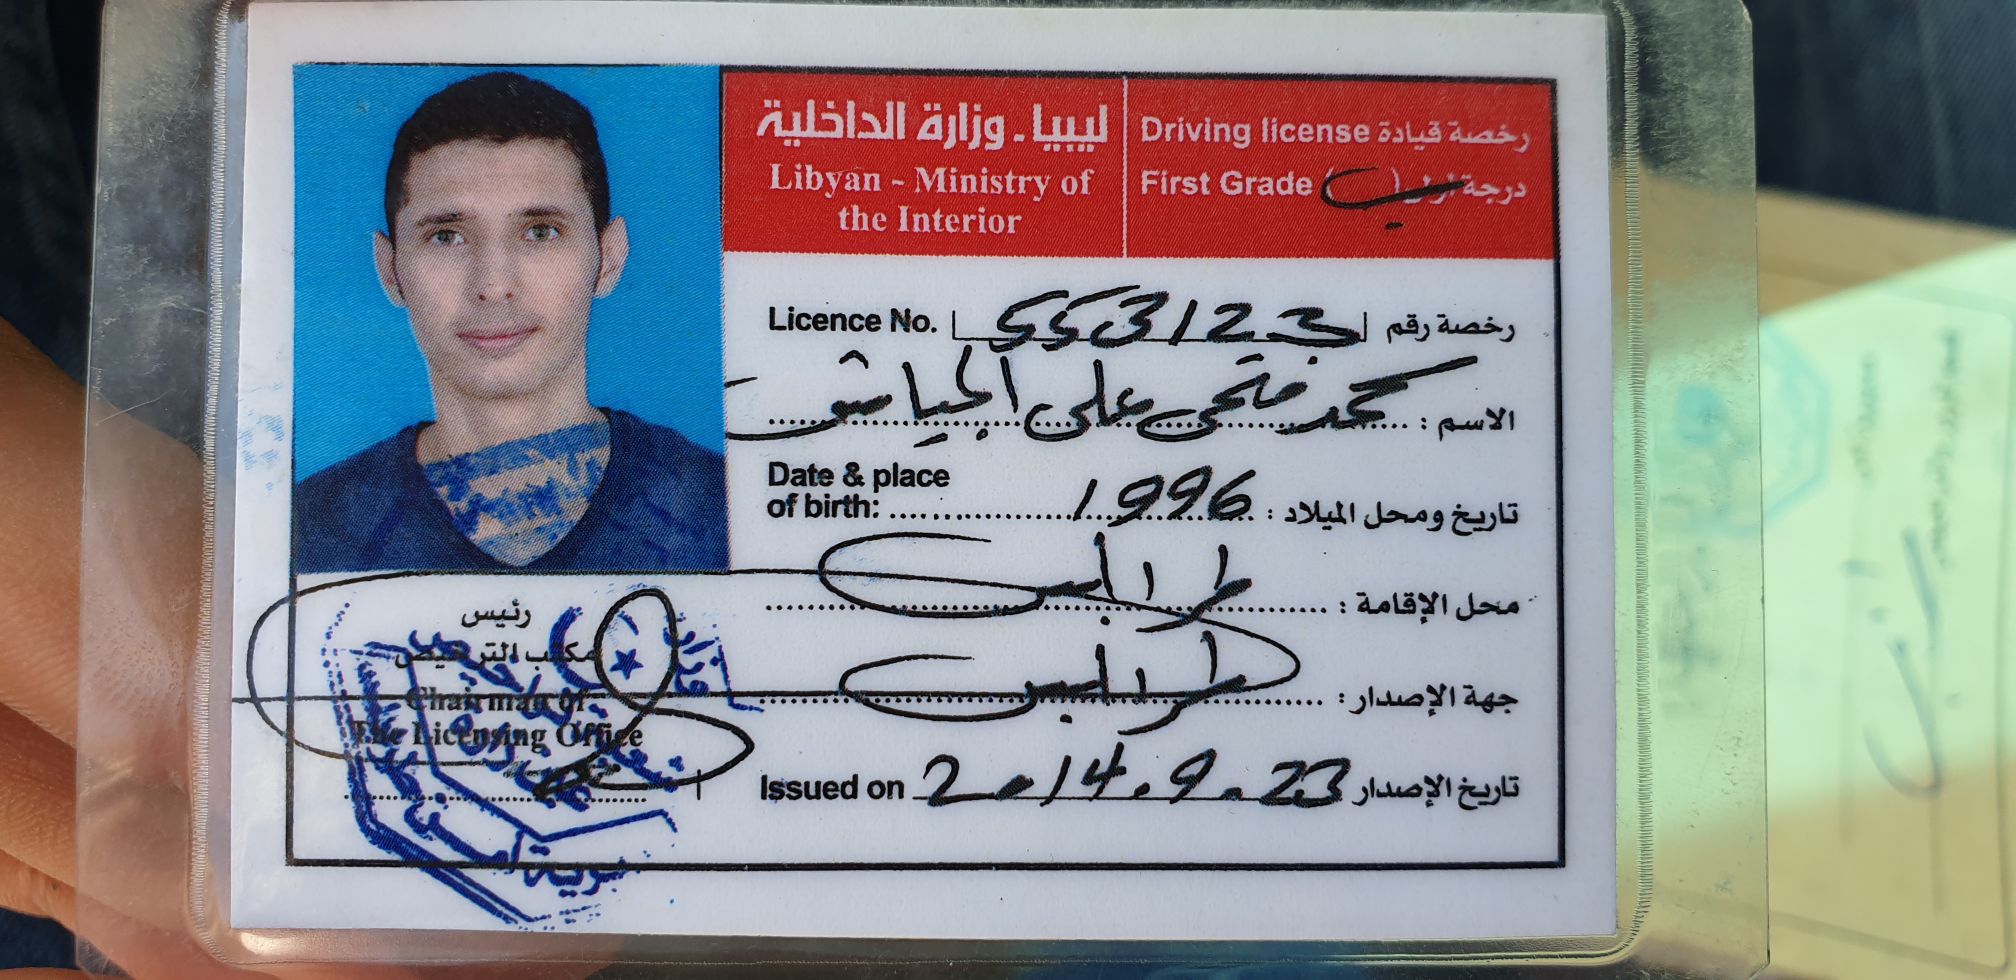 ليبيا - وزارة الداخلية
Libyan - Ministry of
the Interior
Driving license رخصة قيادة
First Grade ( ب ) درجة أولى
Licence No. 553123 رخصة رقم
الاسم : محمد فتحي علي الجياش
Date & place
of birth: 1996 تاريخ ومحل الميلاد :
محل الإقامة : طرابلس
جهة الإصدار : طرابلس
Issued on 2014.9.23 تاريخ الإصدار
رئيس
مكتب التراخيص
Chairman of
The Licensing Office